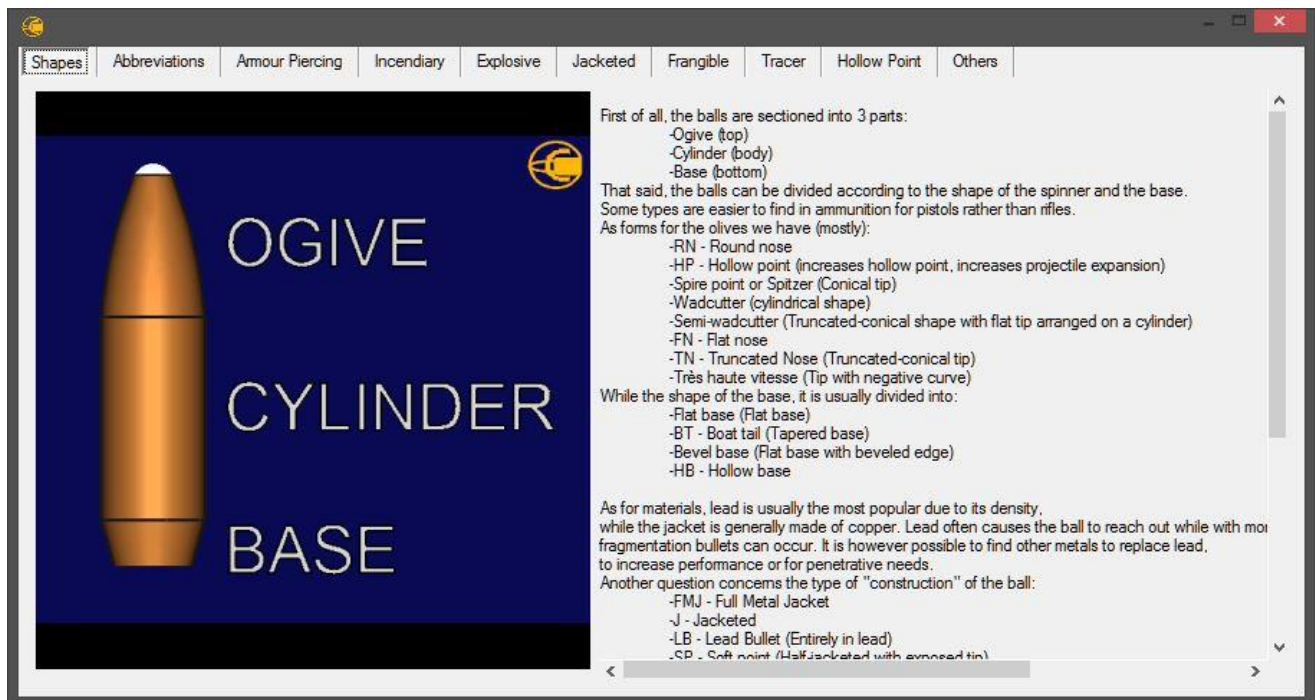 Shapes Abbreviations Armour Piercing Incendiary Explosive Jacketed Frangible Tracer Hollow Point Others
OGIVE
CYLINDER
BASE
First of all, the balls are sectioned into 3 parts:
-Ogive (top)
-Cylinder (body)
-Base (bottom)
That said, the balls can be divided according to the shape of the spinner and the base.
Some types are easier to find in ammunition for pistols rather than rifles.
As forms for the olives we have (mostly):
-RN - Round nose
-HP - Hollow point (increases hollow point, increases projectile expansion)
-Spire point or Spitzer (Conical tip)
-Wadcutter (cylindrical shape)
-Semi-wadcutter (Truncated-conical shape with flat tip arranged on a cylinder)
-FN - Flat nose
-TN - Truncated Nose (Truncated-conical tip)
-Très haute vitesse (Tip with negative curve)
While the shape of the base, it is usually divided into:
-Flat base (Flat base)
-BT - Boat tail (Tapered base)
-Bevel base (Flat base with beveled edge)
-HB - Hollow base
As for materials, lead is usually the most popular due to its density,
while the jacket is generally made of copper. Lead often causes the ball to reach out while with
fragmentation bullets can occur. It is however possible to find other metals to replace lead,
to increase performance or for penetrative needs.
Another question concerns the type of "construction" of the ball:
-FMJ - Full Metal Jacket
-J - Jacketed
-LB - Lead Bullet (Entirely in lead)
-SP - Soft point (Half-jacketed with exposed tip)